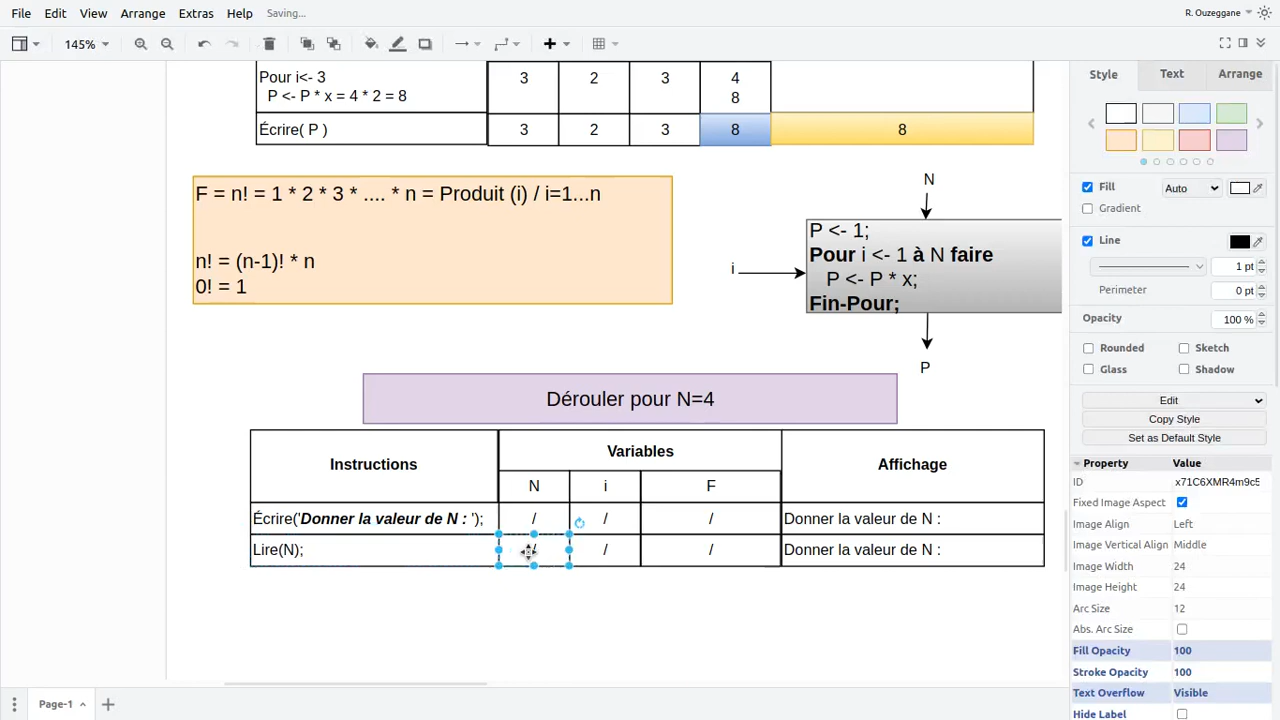 File Edit View Arrange Extras Help Saving...
R. Ouzeggane
145%
Pour i<- 3
P <- P * x = 4 * 2 = 8
3 2 3 4
8
Écrire( P ) 3 2 3 8 8
F = n! = 1 * 2 * 3 * .... * n = Produit (i) / i=1...n
n! = (n-1)! * n
0! = 1
N
i
P <- 1;
Pour i <- 1 à N faire
P <- P * x;
Fin-Pour;
P
Dérouler pour N=4
Instructions Variables Affichage
N i F
Écrire('Donner la valeur de N : '); / / / Donner la valeur de N :
Lire(N); / / / Donner la valeur de N :
Page-1
Style Text Arrange
Fill Auto
Gradient
Line
1 pt
Perimeter 0 pt
Opacity 100 %
Rounded Sketch
Glass Shadow
Edit
Copy Style
Set as Default Style
Property Value
ID x71C6XMR4m9c5
Fixed Image Aspect
Image Align Left
Image Vertical Align Middle
Image Width 24
Image Height 24
Arc Size 12
Abs. Arc Size
Fill Opacity 100
Stroke Opacity 100
Text Overflow Visible
Hide Label